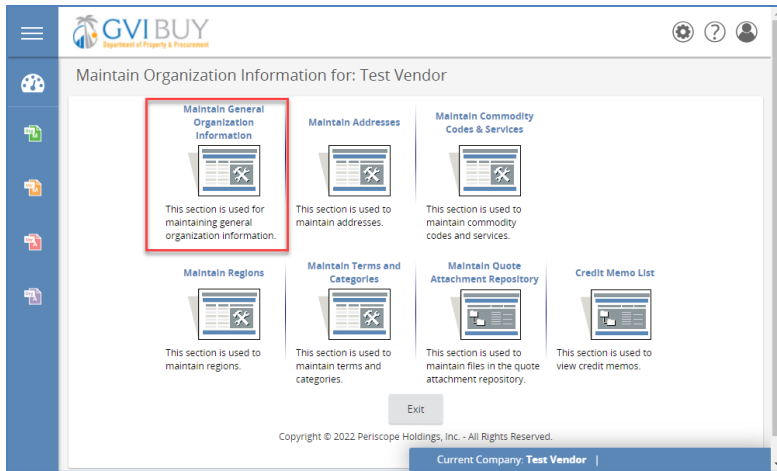 GVI BUY
Department of Property & Procurement
Maintain Organization Information for: Test Vendor
Maintain General
Organization
Information
This section is used for
maintaining general
organization information.
Maintain Addresses
This section is used to
maintain addresses.
Maintain Commodity
Codes & Services
This section is used to
maintain commodity
codes and services.
Maintain Regions
This section is used to
maintain regions.
Maintain Terms and
Categories
This section is used to
maintain terms and
categories.
Maintain Quote
Attachment Repository
This section is used to
maintain files in the quote
attachment repository.
Credit Memo List
This section is used to
view credit memos.
Exit
Copyright © 2022 Periscope Holdings, Inc. - All Rights Reserved.
Current Company: Test Vendor |